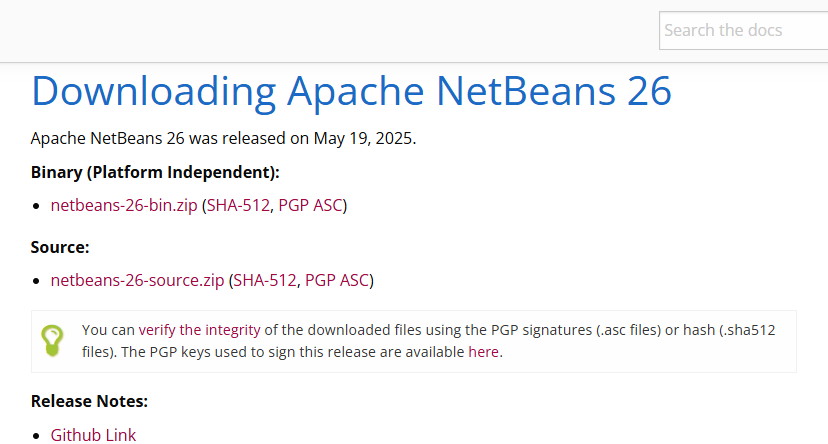 Search the docs
Downloading Apache NetBeans 26
Apache NetBeans 26 was released on May 19, 2025.
Binary (Platform Independent):
netbeans-26-bin.zip (SHA-512, PGP ASC)
Source:
netbeans-26-source.zip (SHA-512, PGP ASC)
You can verify the integrity of the downloaded files using the PGP signatures (.asc files) or hash (.sha512
files). The PGP keys used to sign this release are available here.
Release Notes:
Github Link